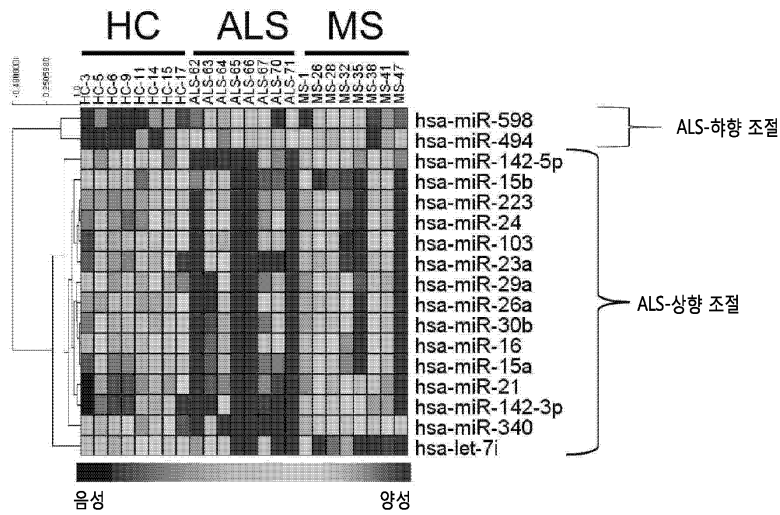 HC ALS MS
1.0
HC-3
HC-5
HC-6
HC-9
HC-11
HC-14
HC-15
HC-17
ALS-62
ALS-63
ALS-64
ALS-65
ALS-66
ALS-67
ALS-70
ALS-71
MS-1
MS-26
MS-28
MS-32
MS-35
MS-38
MS-41
MS-47
hsa-miR-598
hsa-miR-494
hsa-miR-142-5p
hsa-miR-15b
hsa-miR-223
hsa-miR-24
hsa-miR-103
hsa-miR-23a
hsa-miR-29a
hsa-miR-26a
hsa-miR-30b
hsa-miR-16
hsa-miR-15a
hsa-miR-21
hsa-miR-142-3p
hsa-miR-340
hsa-let-7i
ALS-하향 조절
ALS-상향 조절
음성
양성